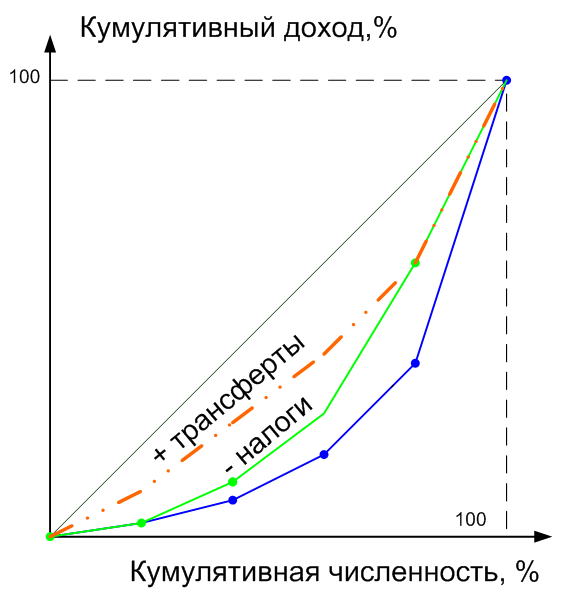 Кумулятивный доход,%
100
+ трансферты
- налоги
100
Кумулятивная численность, %